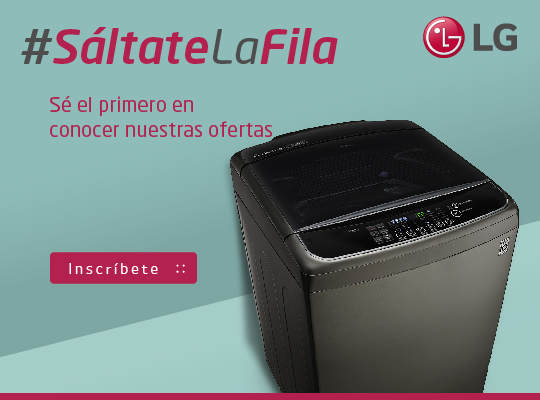 #SáltateLaFila
LG
Sé el primero en
conocer nuestras ofertas
Inscríbete